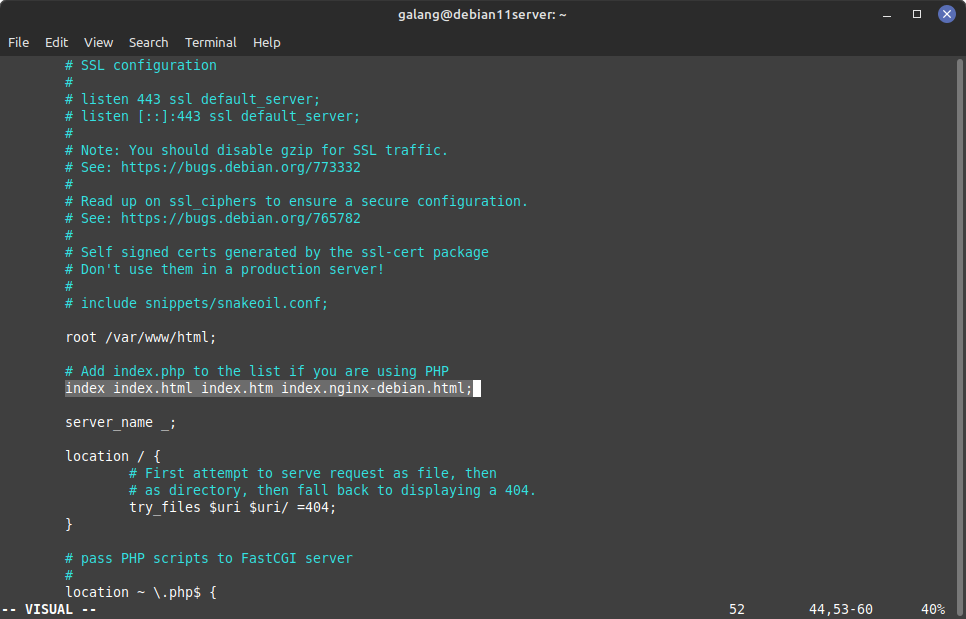 galang@debian11server: ~
File Edit View Search Terminal Help
# SSL configuration
#
# listen 443 ssl default_server;
# listen [::]:443 ssl default_server;
#
# Note: You should disable gzip for SSL traffic.
# See: https://bugs.debian.org/773332
#
# Read up on ssl_ciphers to ensure a secure configuration.
# See: https://bugs.debian.org/765782
#
# Self signed certs generated by the ssl-cert package
# Don't use them in a production server!
#
# include snippets/snakeoil.conf;
root /var/www/html;
# Add index.php to the list if you are using PHP
index index.html index.htm index.nginx-debian.html;
server_name _;
location / {
# First attempt to serve request as file, then
# as directory, then fall back to displaying a 404.
try_files $uri $uri/ =404;
}
# pass PHP scripts to FastCGI server
#
location ~ \.php$ {
-- VISUAL -- 52 44,53-60 40%